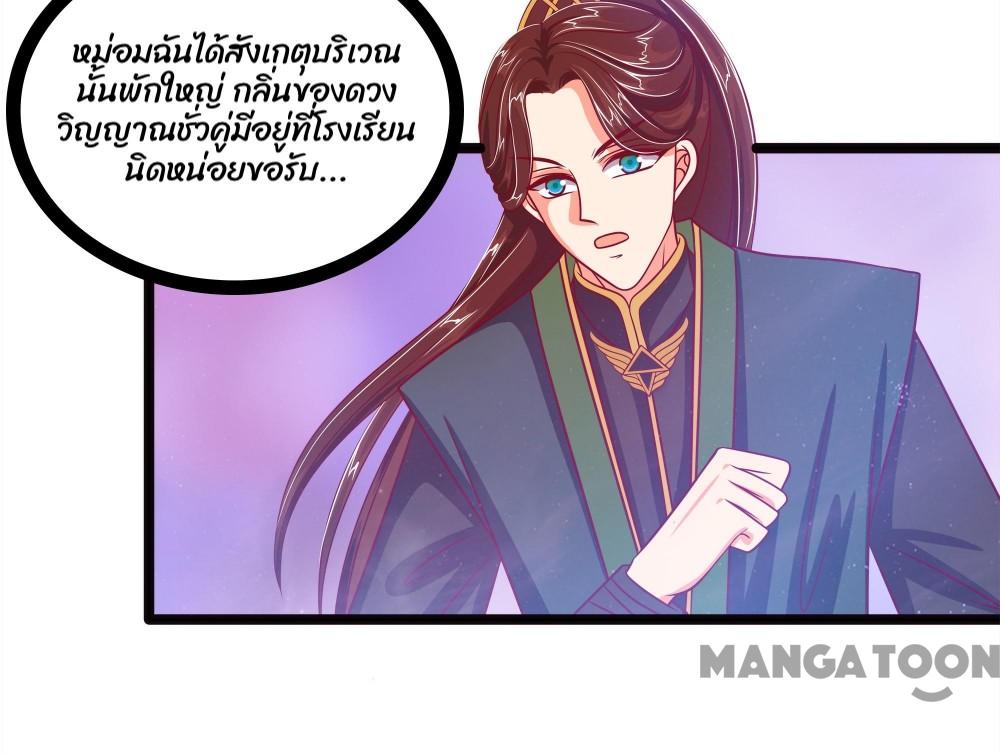 หม่อมฉันได้สังเกตุบริเวณ
นั้นพักใหญ่ กลิ่นของดวง
วิญญาณชั่วคู่มีอยู่ที่โรงเรียน
นิดหน่อยขอรับ...
MANGATOON